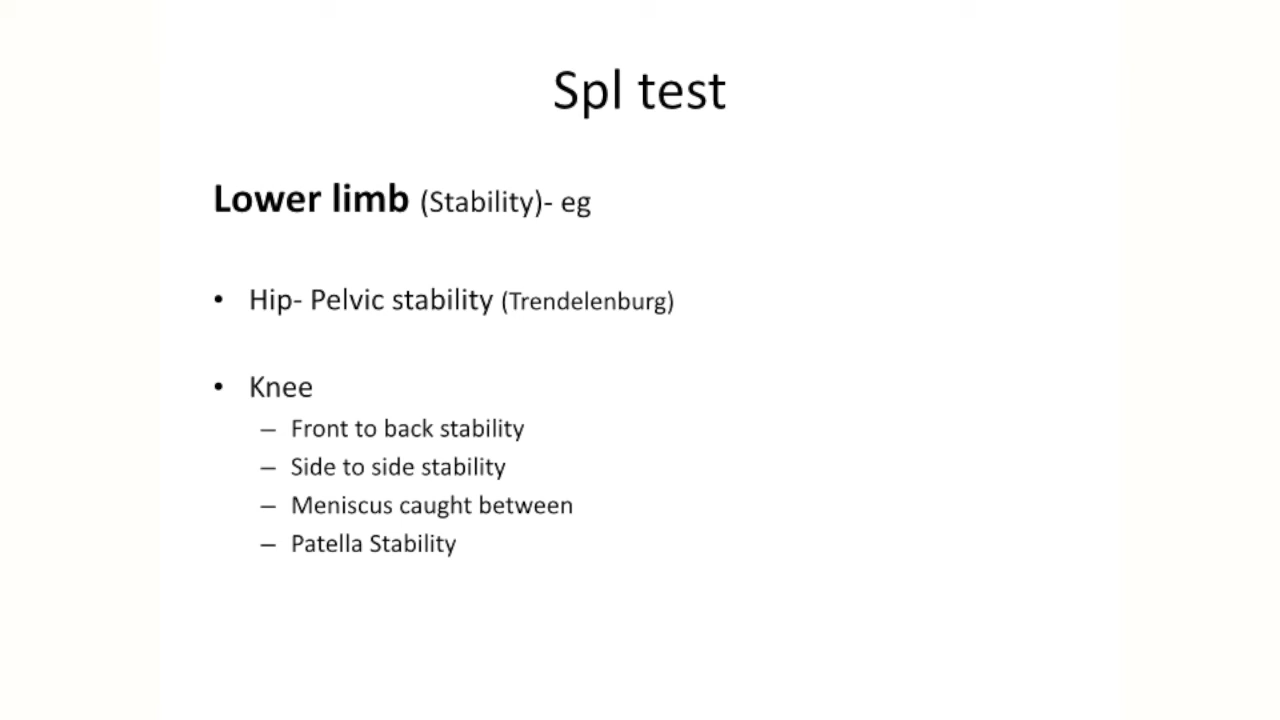 Spl test
Lower limb (Stability)- eg
• Hip- Pelvic stability (Trendelenburg)
• Knee
– Front to back stability
– Side to side stability
– Meniscus caught between
– Patella Stability